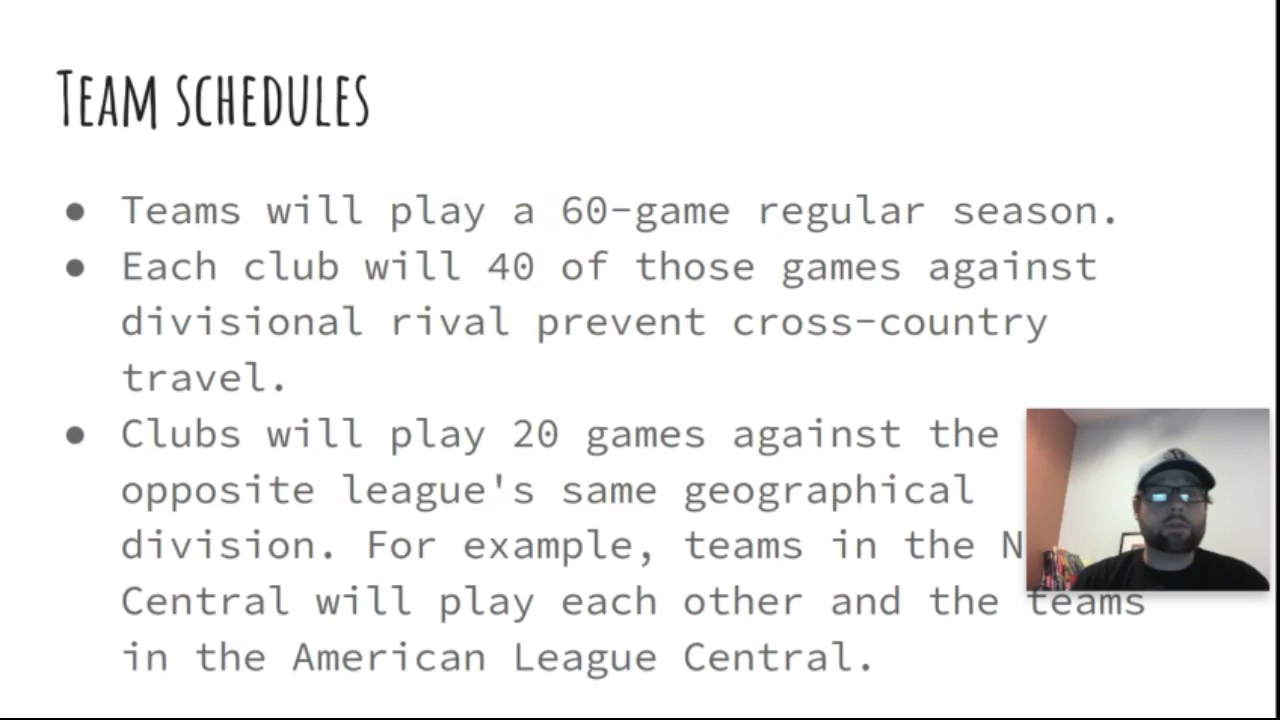 Team schedules
● Teams will play a 60-game regular season.
● Each club will 40 of those games against
divisional rival prevent cross-country
travel.
● Clubs will play 20 games against the
opposite league's same geographical
division. For example, teams in the
Central will play each other and the teams
in the American League Central.